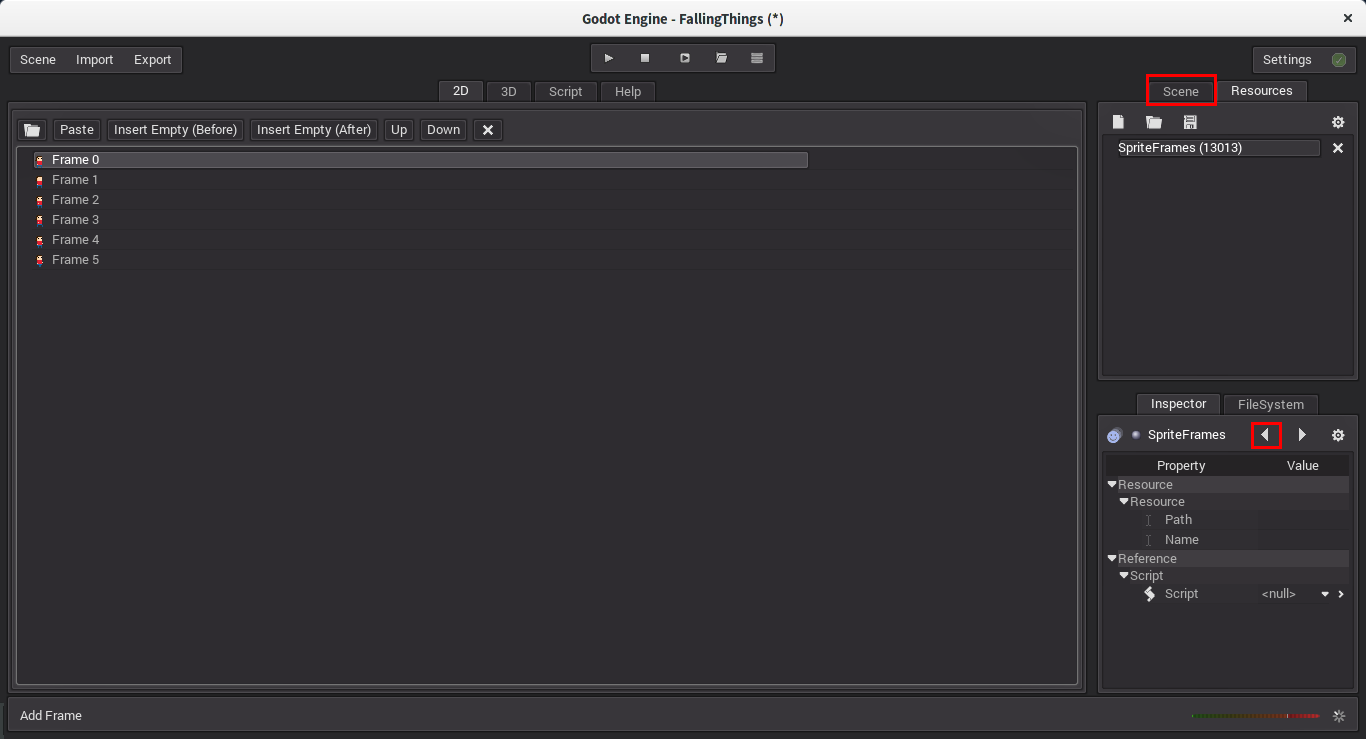 Godot Engine - FallingThings (*)
Scene Import Export
Settings
2D 3D Script Help
Scene Resources
Paste Insert Empty (Before) Insert Empty (After) Up Down
Frame 0
Frame 1
Frame 2
Frame 3
Frame 4
Frame 5
SpriteFrames (13013)
Inspector FileSystem
SpriteFrames
Property Value
Resource
Resource
Path
Name
Reference
Script
Script <null>
Add Frame